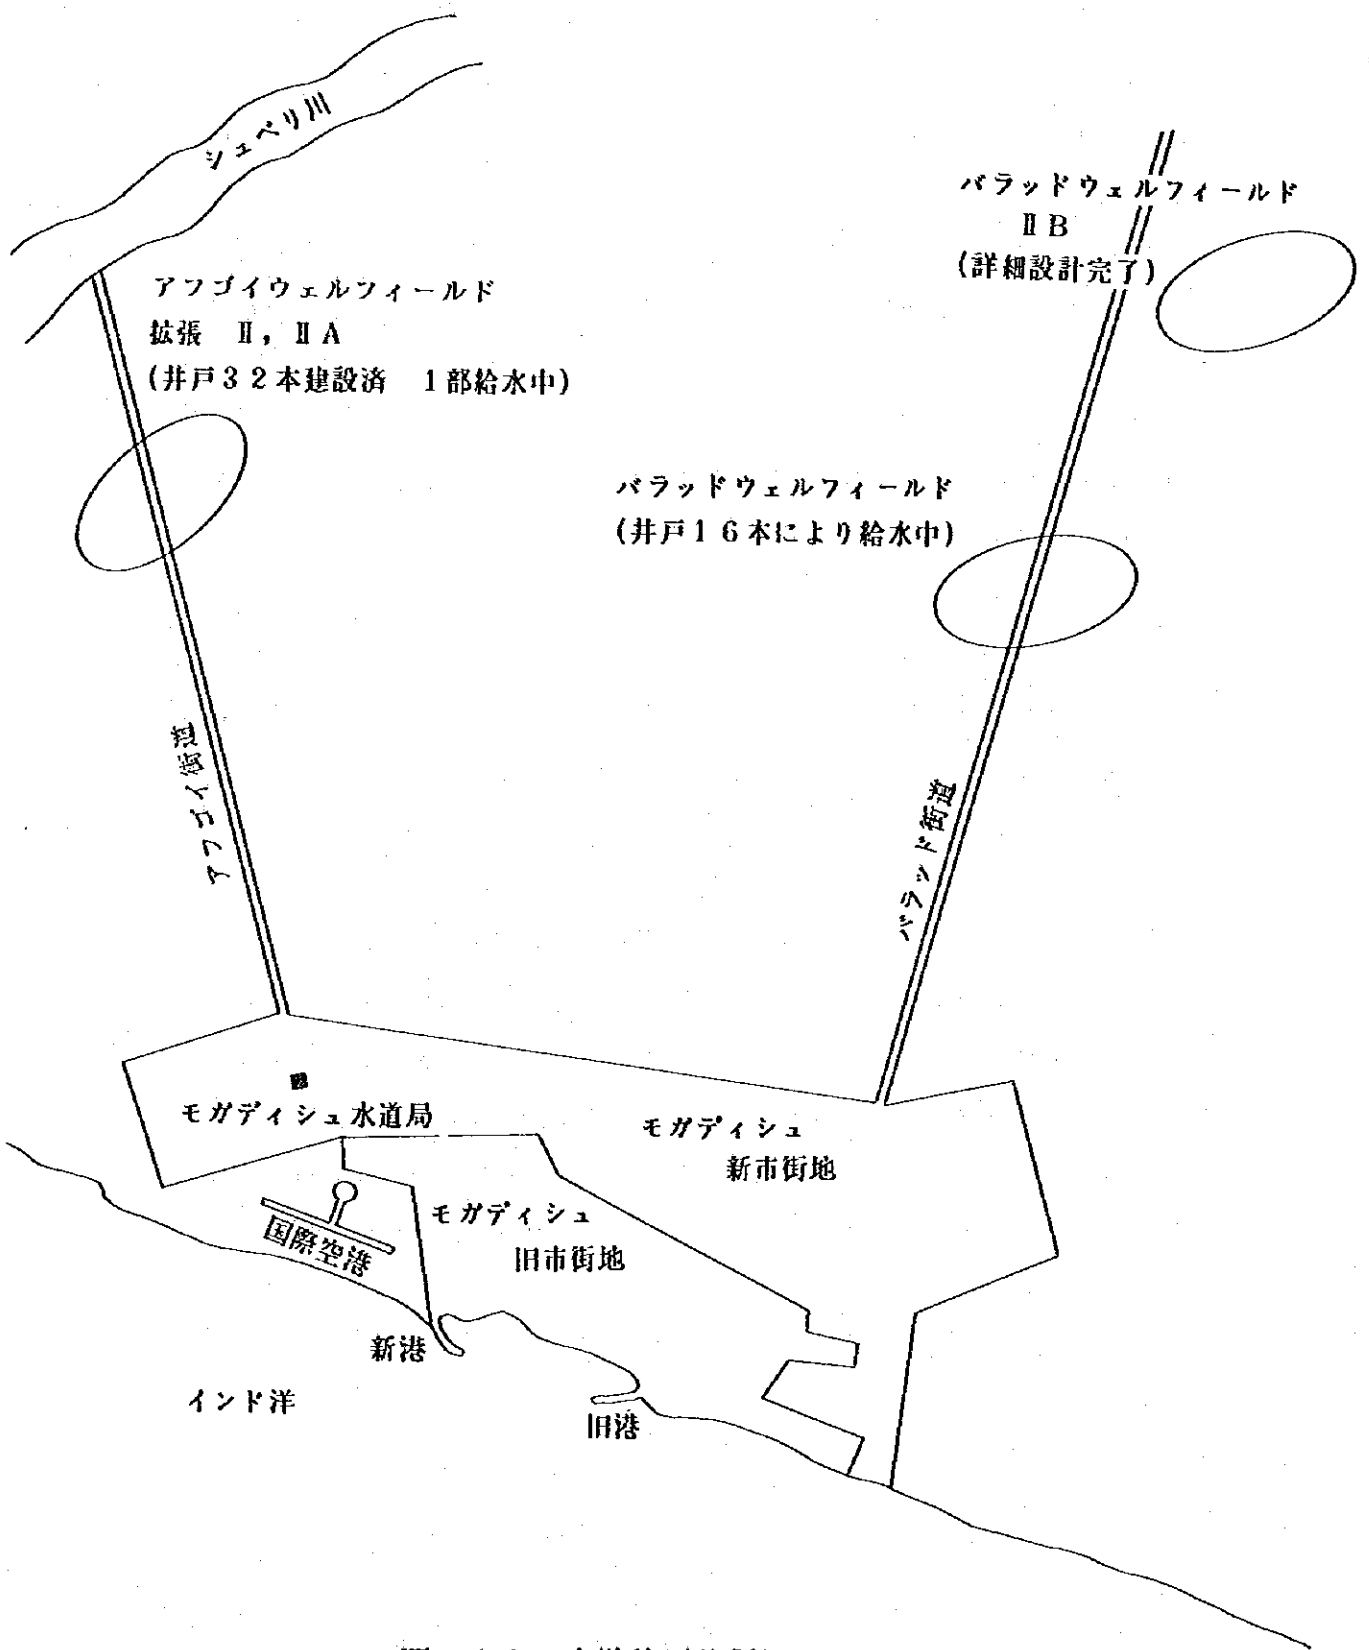 シェベリ川
バラッドウェルフィールド
ⅡB
(詳細設計完了)
アフゴイウェルフィールド
拡張　Ⅱ，ⅡA
(井戸32本建設済　1部給水中)
バラッドウェルフィールド
(井戸16本により給水中)
アフゴイ街道
バラッド街道
モガディシュ水道局
モガディシュ
新市街地
モガディシュ
旧市街地
国際空港
新港
インド洋
旧港